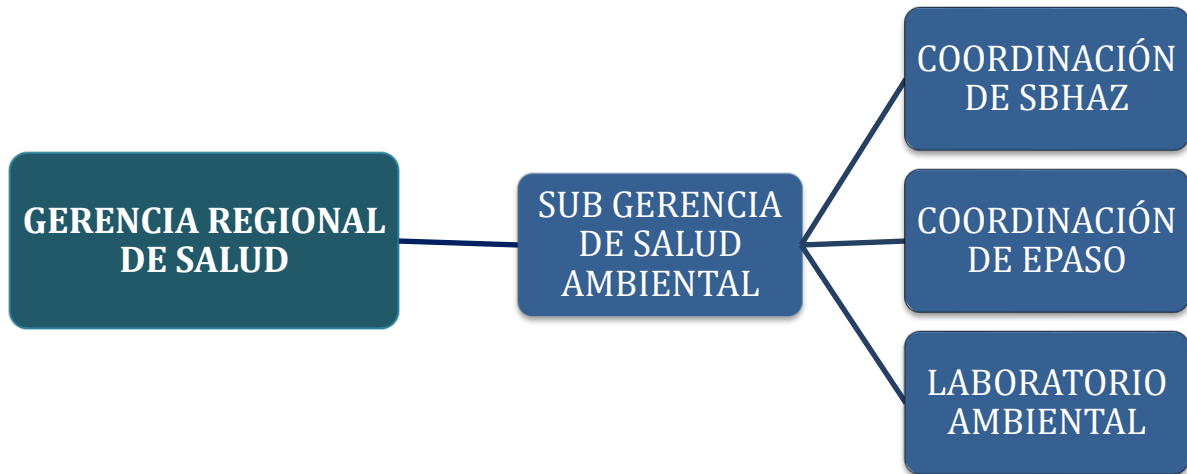 GERENCIA REGIONAL
DE SALUD
SUB GERENCIA
DE SALUD
AMBIENTAL
COORDINACIÓN
DE SBHAZ
COORDINACIÓN
DE EPASO
LABORATORIO
AMBIENTAL